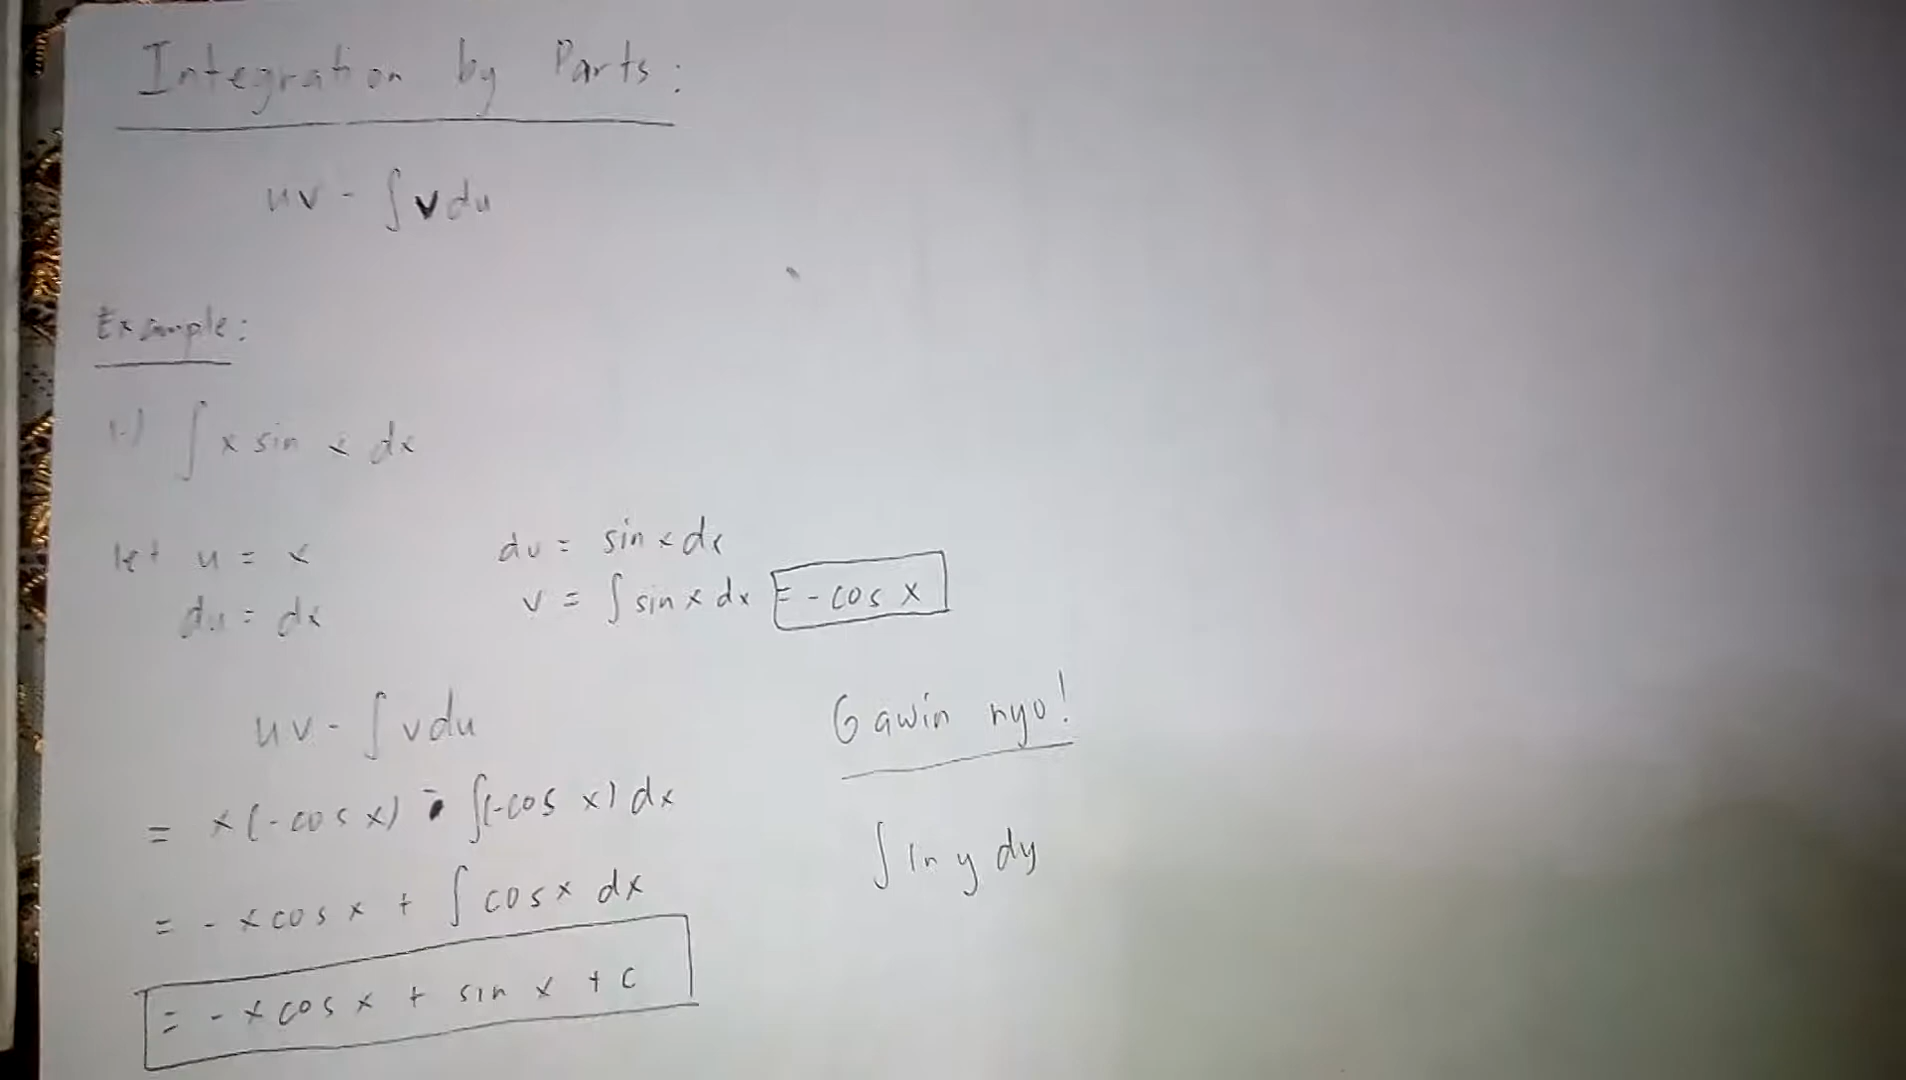 Integration by Parts:
uv - ∫vdu
Example:
1.) ∫ x sin x dx
let u = x
du = dx
dv = sin x dx
v = ∫ sin x dx = - cos x
uv - ∫ vdu
= x(-cos x) - ∫(-cos x) dx
= - x cos x + ∫ cos x dx
= - x cos x + sin x + c
Gawin nyo!
∫ ln y dy